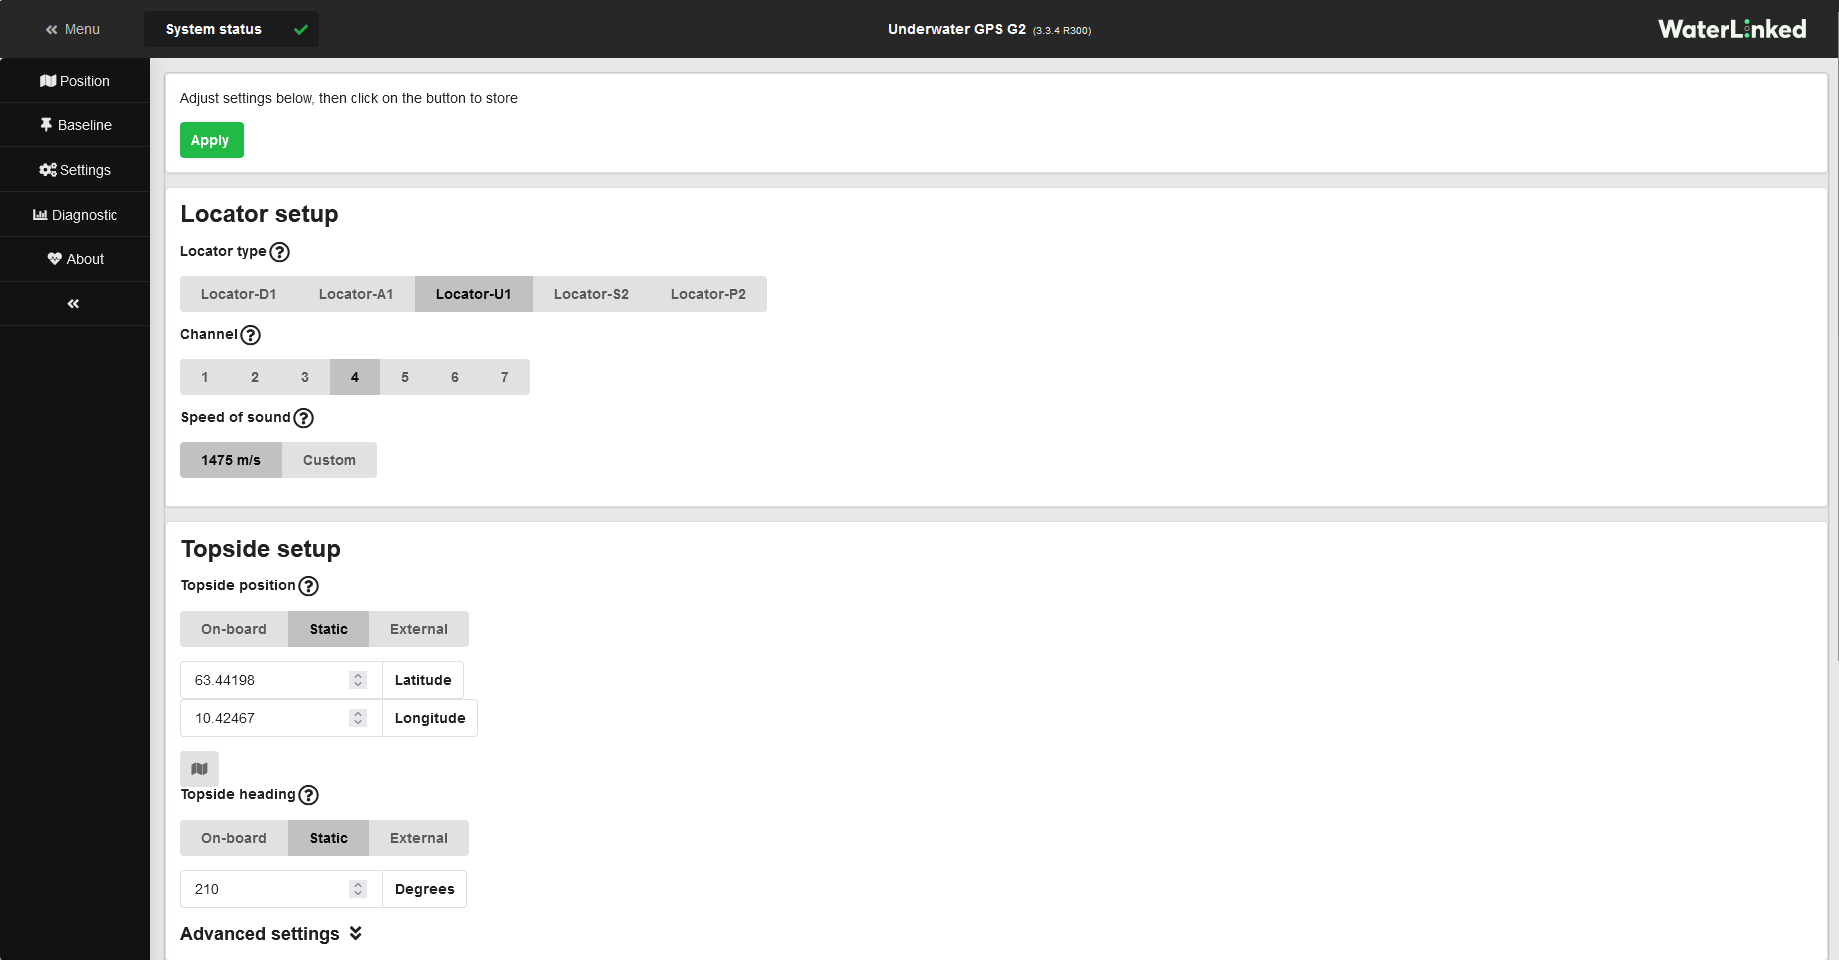 Menu
System status
Underwater GPS G2 (3.3.4 R300)
WaterLinked
Position
Baseline
Settings
Diagnostic
About
Adjust settings below, then click on the button to store
Apply
Locator setup
Locator type ?
Locator-D1 Locator-A1 Locator-U1 Locator-S2 Locator-P2
Channel ?
1 2 3 4 5 6 7
Speed of sound ?
1475 m/s Custom
Topside setup
Topside position ?
On-board Static External
63.44198 Latitude
10.42467 Longitude
Topside heading ?
On-board Static External
210 Degrees
Advanced settings